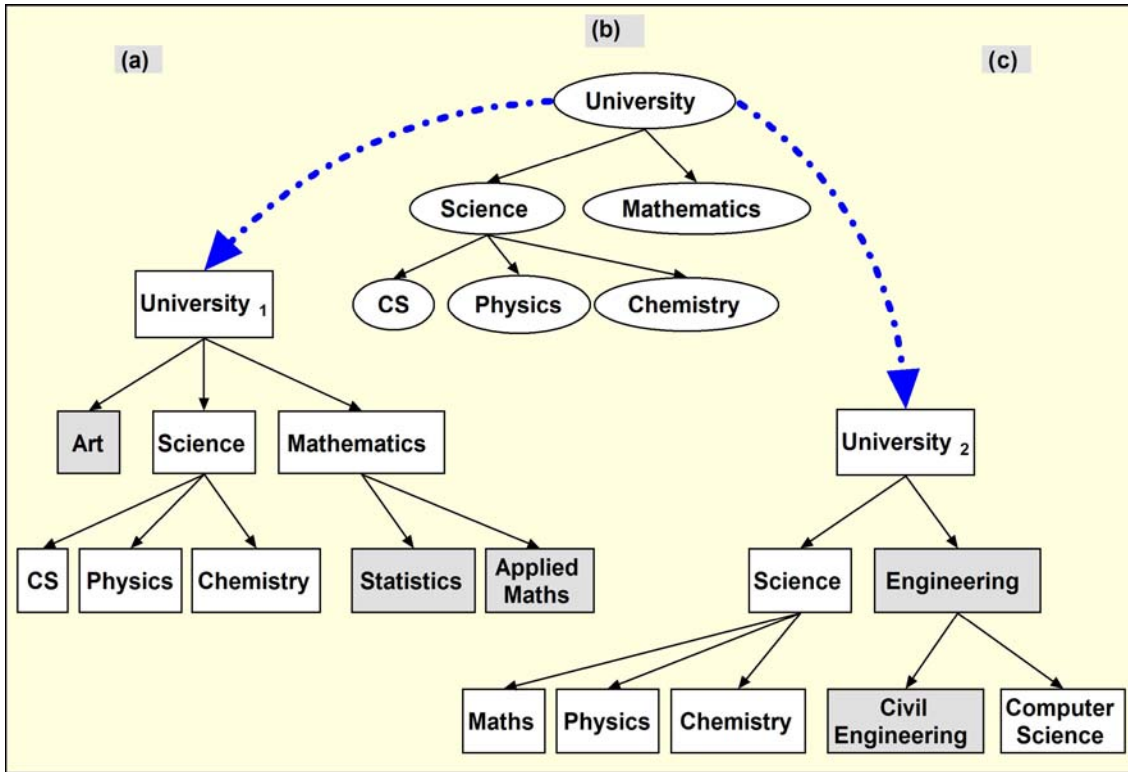 (a)
(b)
(c)
University
Science
Mathematics
CS
Physics
Chemistry
University 1
Art
Science
Mathematics
CS
Physics
Chemistry
Statistics
Applied
Maths
University 2
Science
Engineering
Maths
Physics
Chemistry
Civil
Engineering
Computer
Science